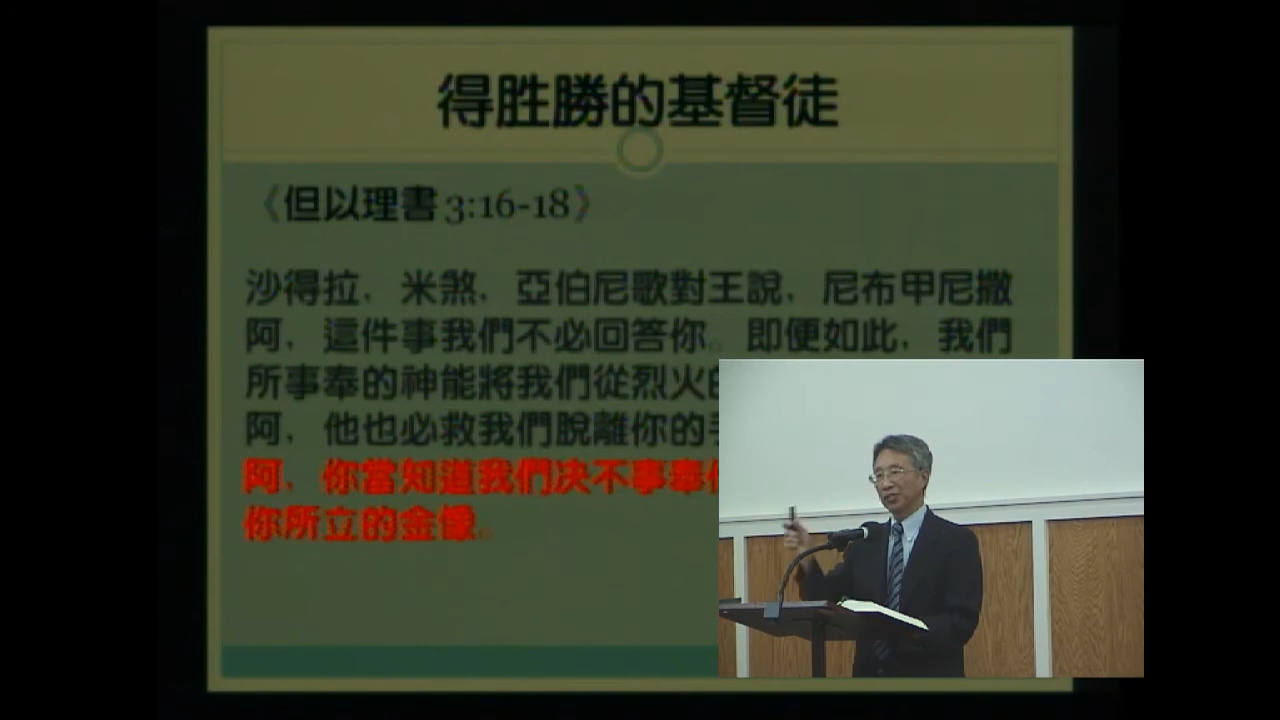 得胜勝的基督徒
《但以理書 3:16-18》
沙得拉，米煞，亞伯尼歌對王說，尼布甲尼撒
阿，這件事我們不必回答你。即便如此，我們
所事奉的神能將我們從烈火
阿，他也必救我們脫離你的
阿，你當知道我們决不事奉
你所立的金像。